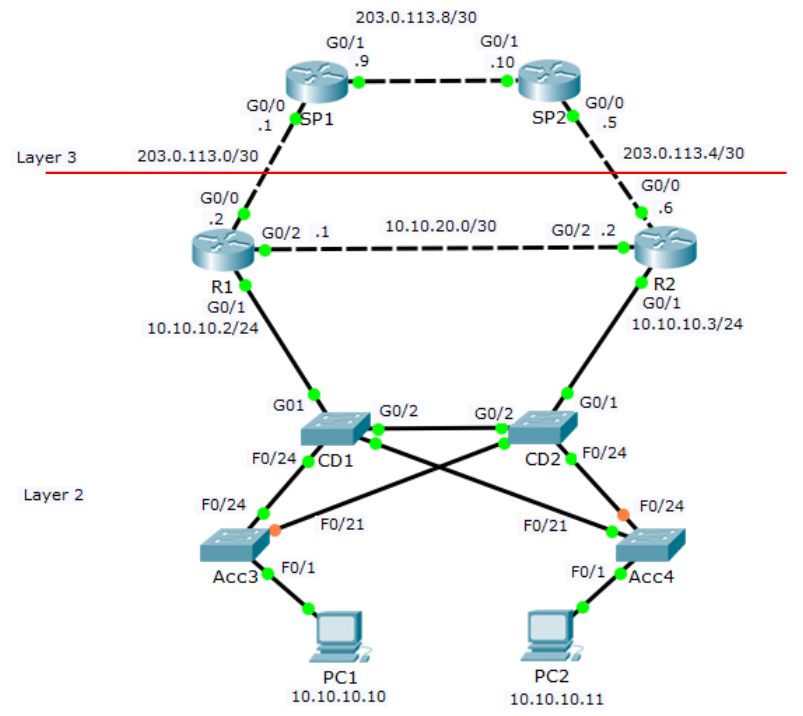 203.0.113.8/30
G0/1
.9
G0/1
.10
SP1
SP2
G0/0
.1
G0/0
.5
Layer 3
203.0.113.0/30
203.0.113.4/30
G0/0
.2
G0/0
.6
G0/2 .1
10.10.20.0/30
G0/2 .2
R1
R2
G0/1
10.10.10.2/24
G0/1
10.10.10.3/24
G01
G0/2
G0/2
G0/1
CD1
CD2
F0/24
F0/24
Layer 2
F0/24
F0/21
F0/21
F0/24
Acc3
Acc4
F0/1
F0/1
PC1
10.10.10.10
PC2
10.10.10.11